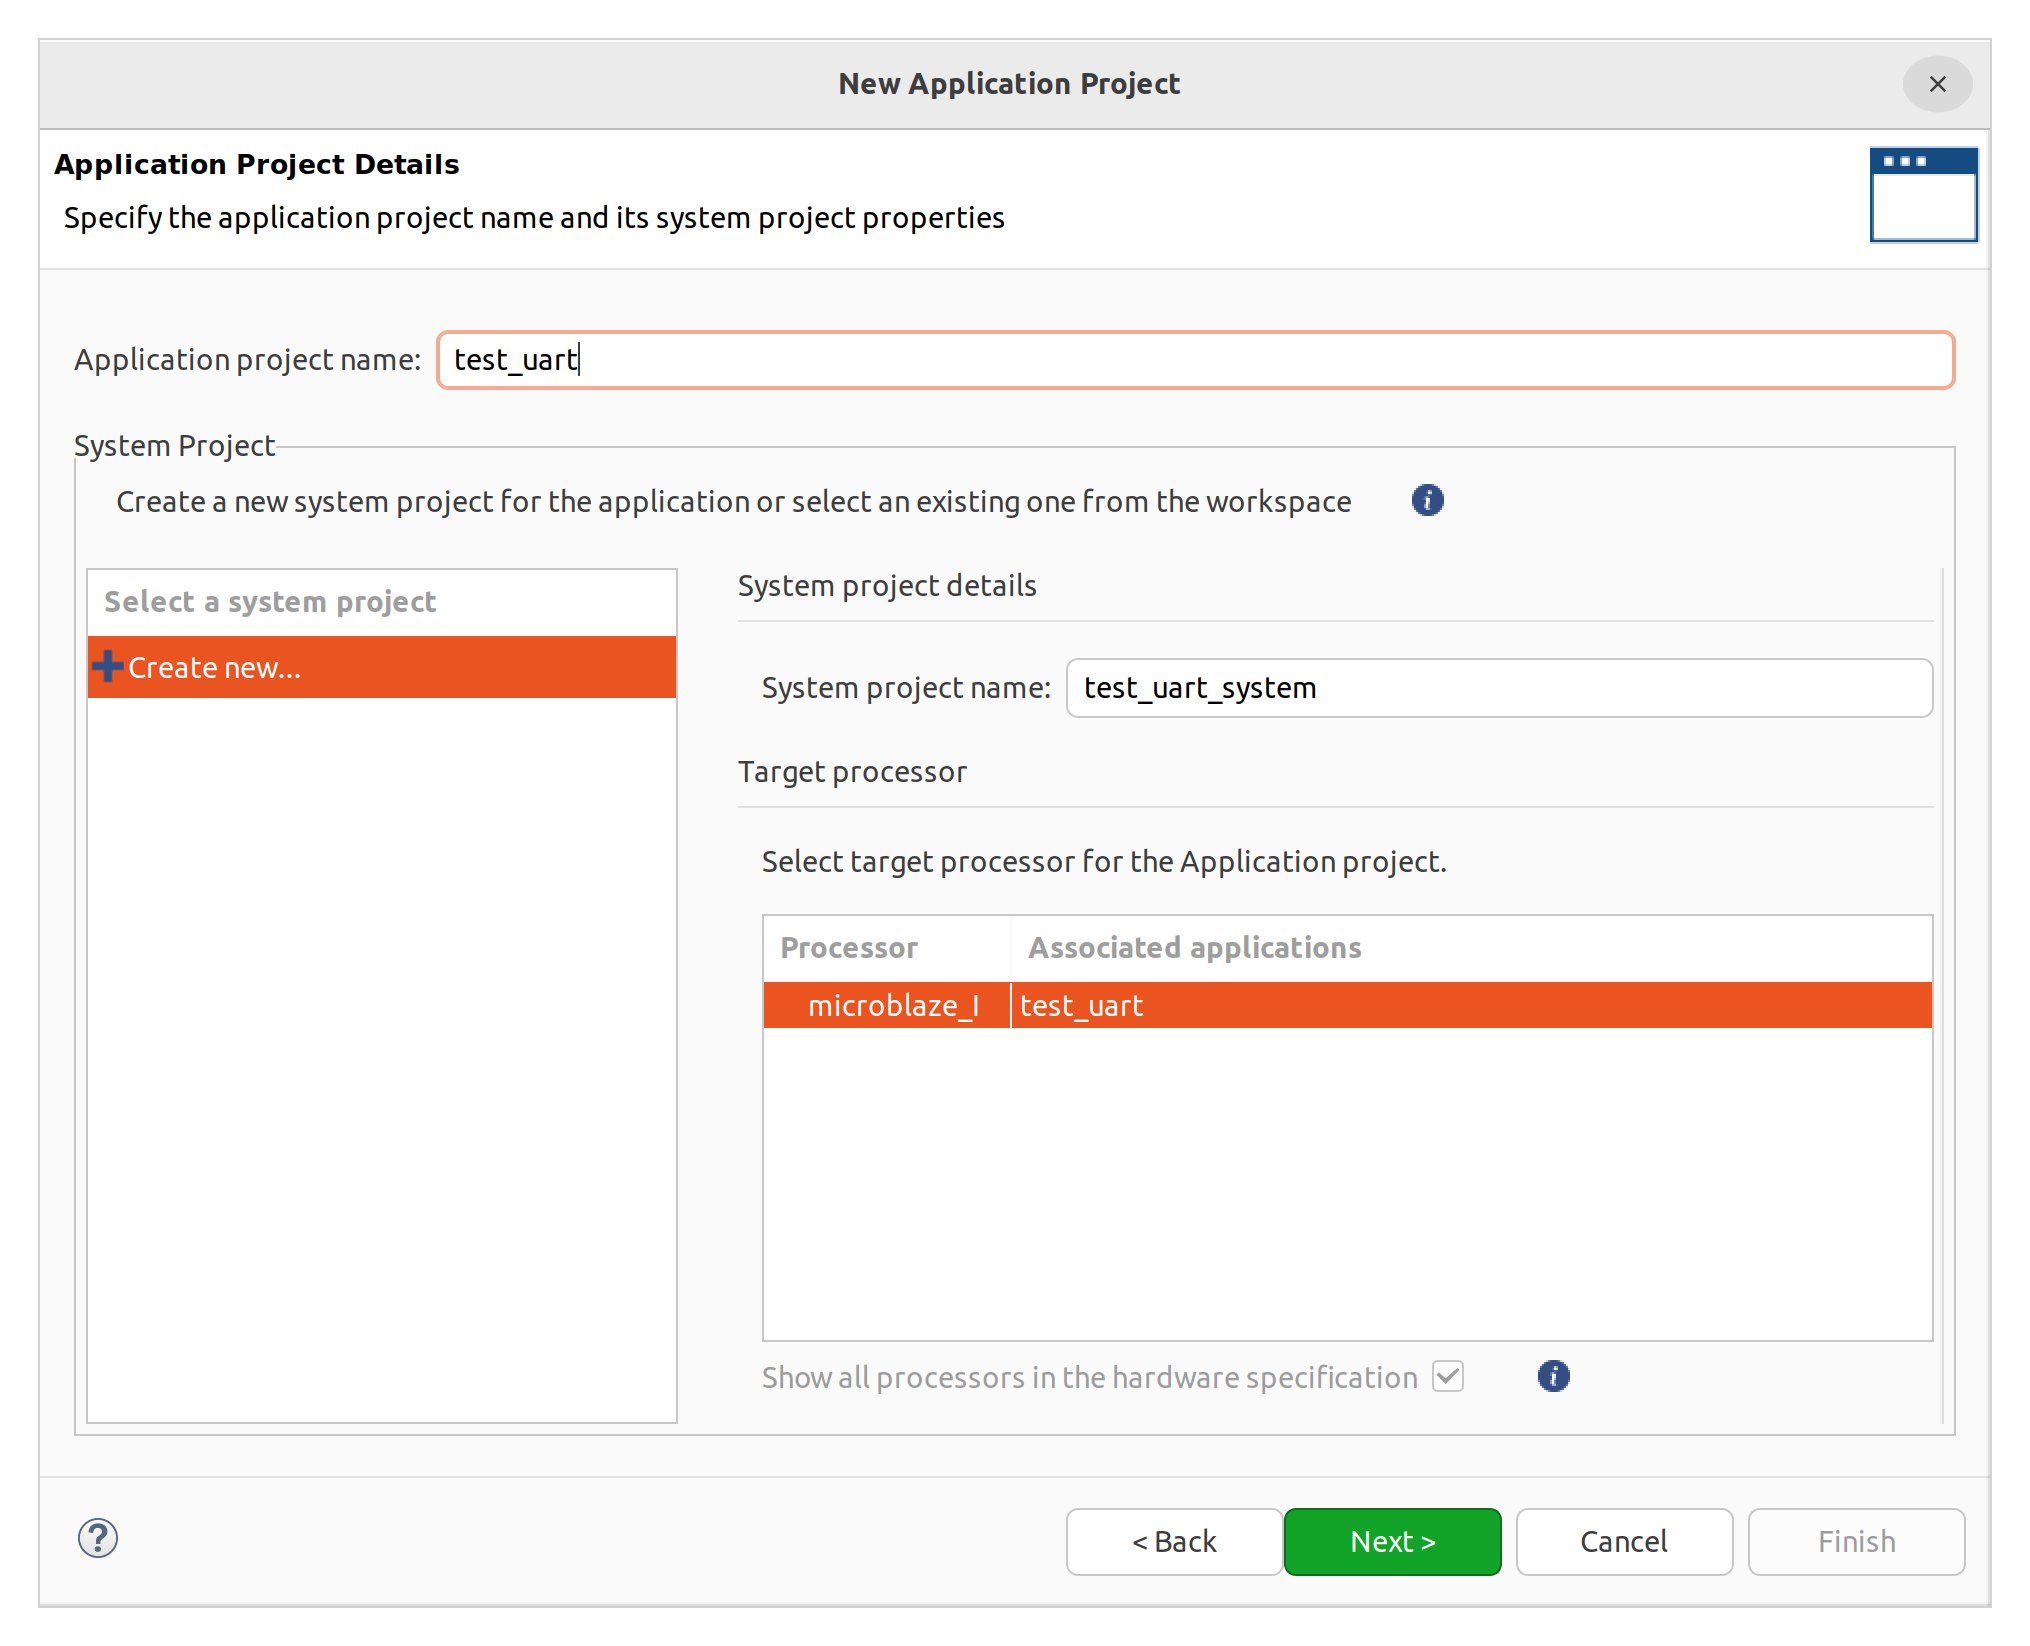 New Application Project
Application Project Details
Specify the application project name and its system project properties
Application project name: test_uart
System Project
Create a new system project for the application or select an existing one from the workspace
Select a system project
Create new...
System project details
System project name: test_uart_system
Target processor
Select target processor for the Application project.
Processor Associated applications
microblaze_I test_uart
Show all processors in the hardware specification
< Back Next > Cancel Finish